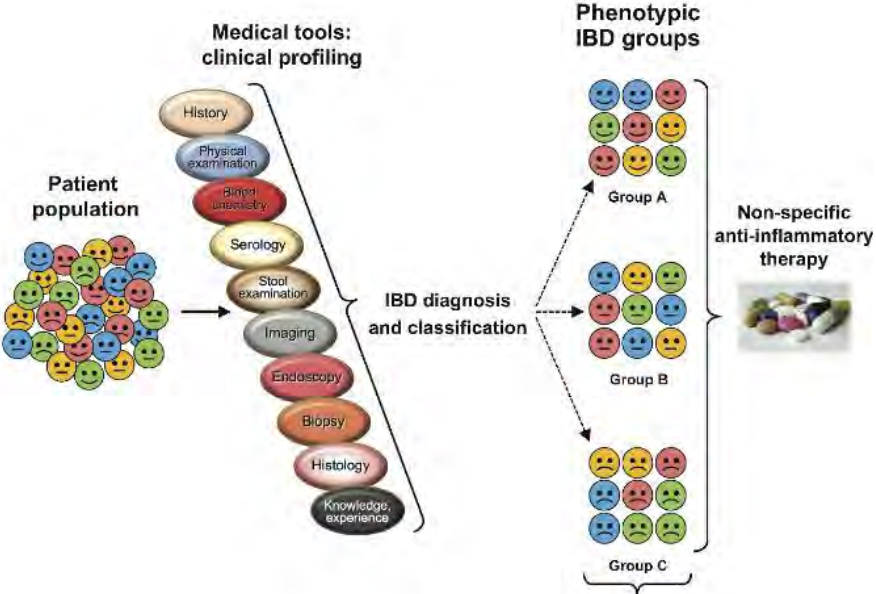 Medical tools:
clinical profiling
Phenotypic
IBD groups
Patient
population
History
Physical
examination
Blood
chemistry
Serology
Stool
examination
Imaging
Endoscopy
Biopsy
Histology
Knowledge,
experience
IBD diagnosis
and classification
Group A
Group B
Group C
Non-specific
anti-inflammatory
therapy